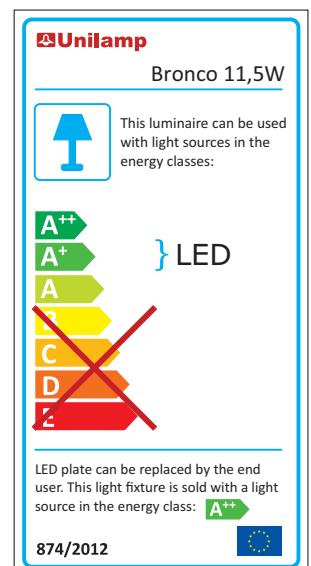 Unilamp
Bronco 11,5W
This luminaire can be used
with light sources in the
energy classes:
A++
A+
} LED
A
B
C
D
E
LED plate can be replaced by the end
user. This light fixture is sold with a light
source in the energy class: A++
874/2012